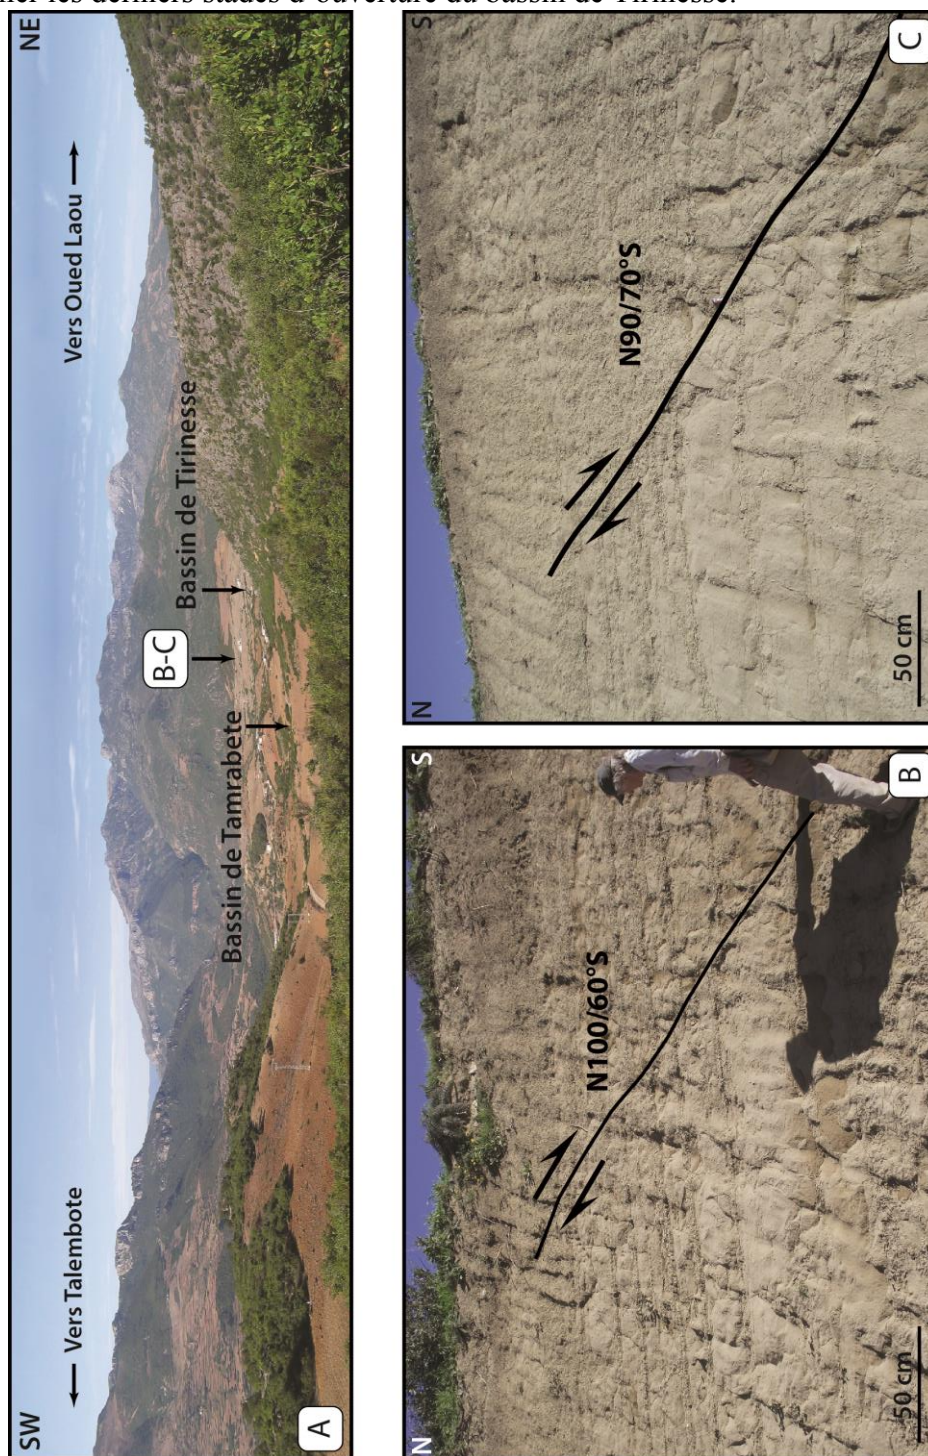 ner les derniers stades d'ouverture du bassin de Tirinesse.
SW
NE
← Vers Talembote
Vers Oued Laou →
Bassin de Tamrabete
B-C
Bassin de Tirinesse
A
N
S
N100/60°S
50 cm
B
N
S
N90/70°S
50 cm
C